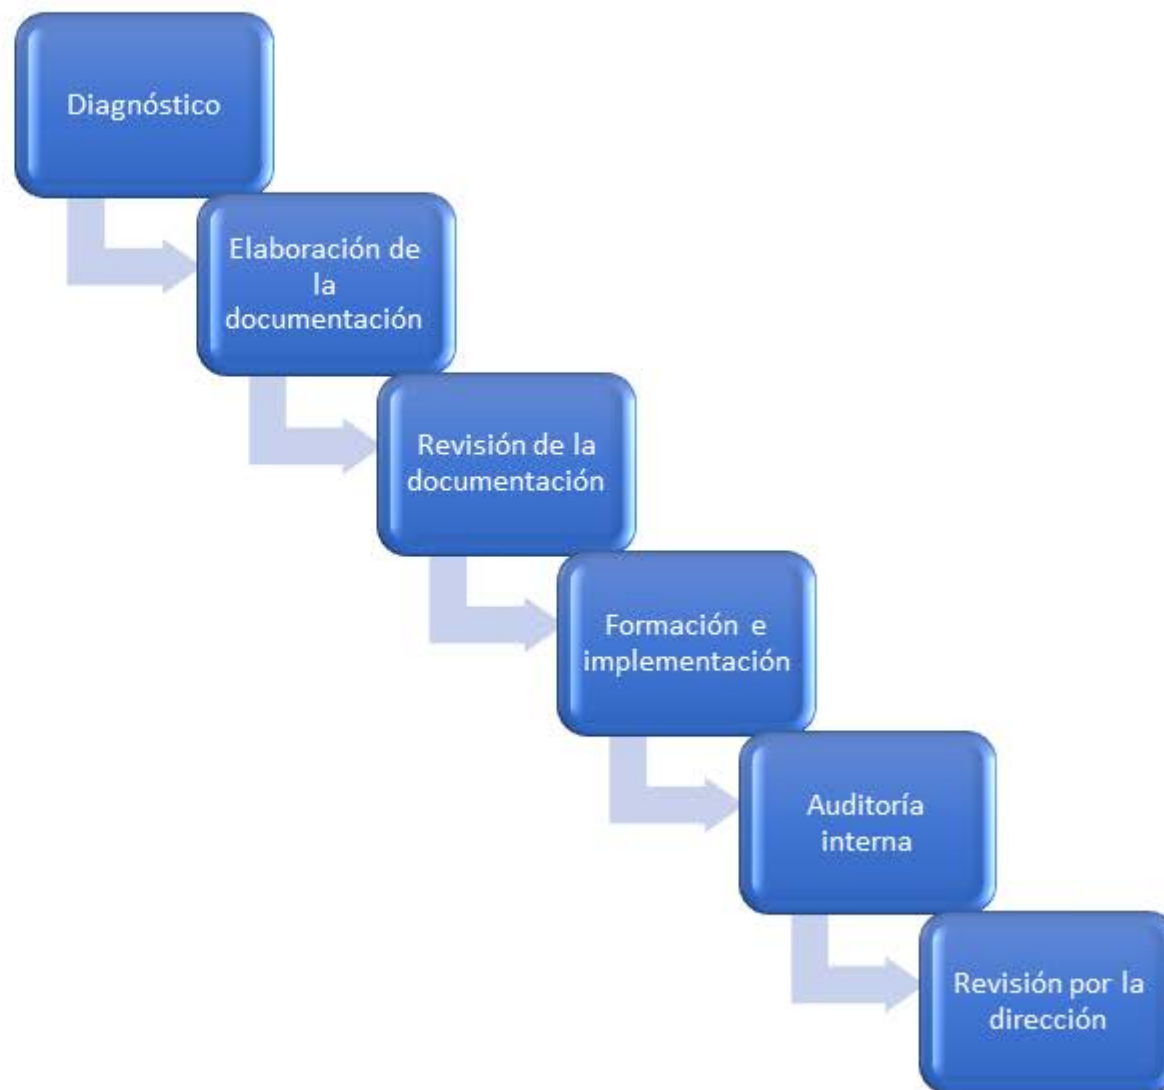 Diagnóstico
Elaboración de
la
documentación
Revisión de la
documentación
Formación e
implementación
Auditoría
interna
Revisión por la
dirección